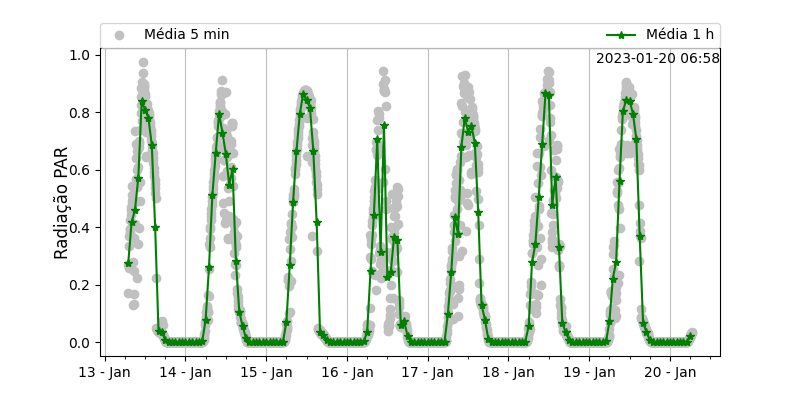 Média 5 min
Média 1 h
2023-01-20 06:58
Radiação PAR
1.0
0.8
0.6
0.4
0.2
0.0
13 - Jan
14 - Jan
15 - Jan
16 - Jan
17 - Jan
18 - Jan
19 - Jan
20 - Jan